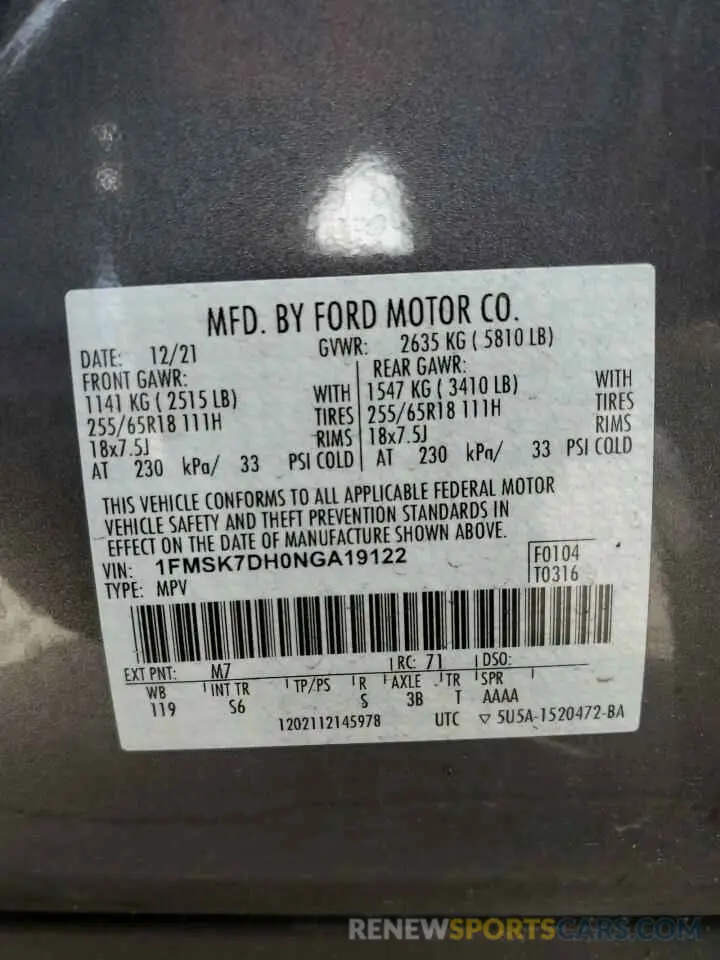 MFD. BY FORD MOTOR CO.
DATE: 12/21 GVWR: 2635 KG ( 5810 LB)
FRONT GAWR: REAR GAWR:
1141 KG ( 2515 LB) WITH 1547 KG ( 3410 LB) WITH
255/65R18 111H TIRES 255/65R18 111H TIRES
18x7.5J RIMS 18x7.5J RIMS
AT 230 kPa/ 33 PSI COLD AT 230 kPa/ 33 PSI COLD
THIS VEHICLE CONFORMS TO ALL APPLICABLE FEDERAL MOTOR
VEHICLE SAFETY AND THEFT PREVENTION STANDARDS IN
EFFECT ON THE DATE OF MANUFACTURE SHOWN ABOVE.
VIN: 1FMSK7DH0NGA19122 F0104
TYPE: MPV T0316
EXT PNT: M7 RC: 71 DSO:
WB INT TR TP/PS R AXLE TR SPR
119 S6 S 3B T AAAA
1202112145978 UTC ▽ 5U5A-1520472-BA
RENEWSPORTSCARS.COM